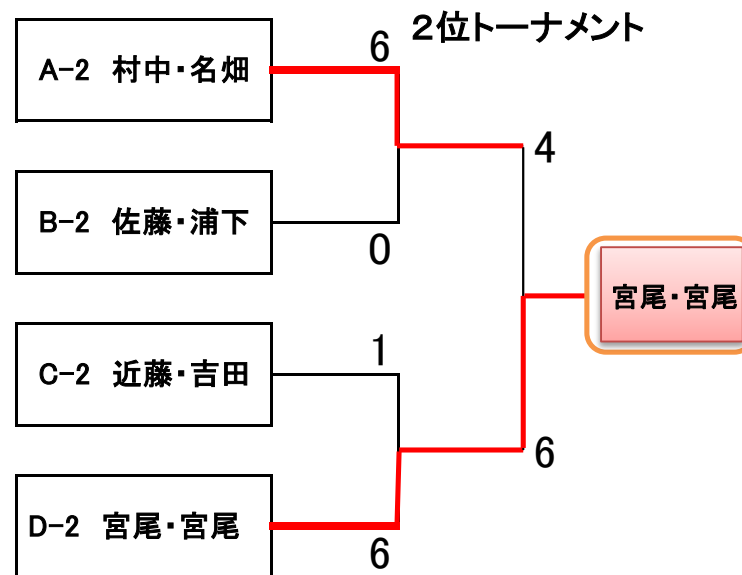 2位トーナメント
A-2 村中・名畑
6
4
B-2 佐藤・浦下
0
宮尾・宮尾
C-2 近藤・吉田
1
6
D-2 宮尾・宮尾
6